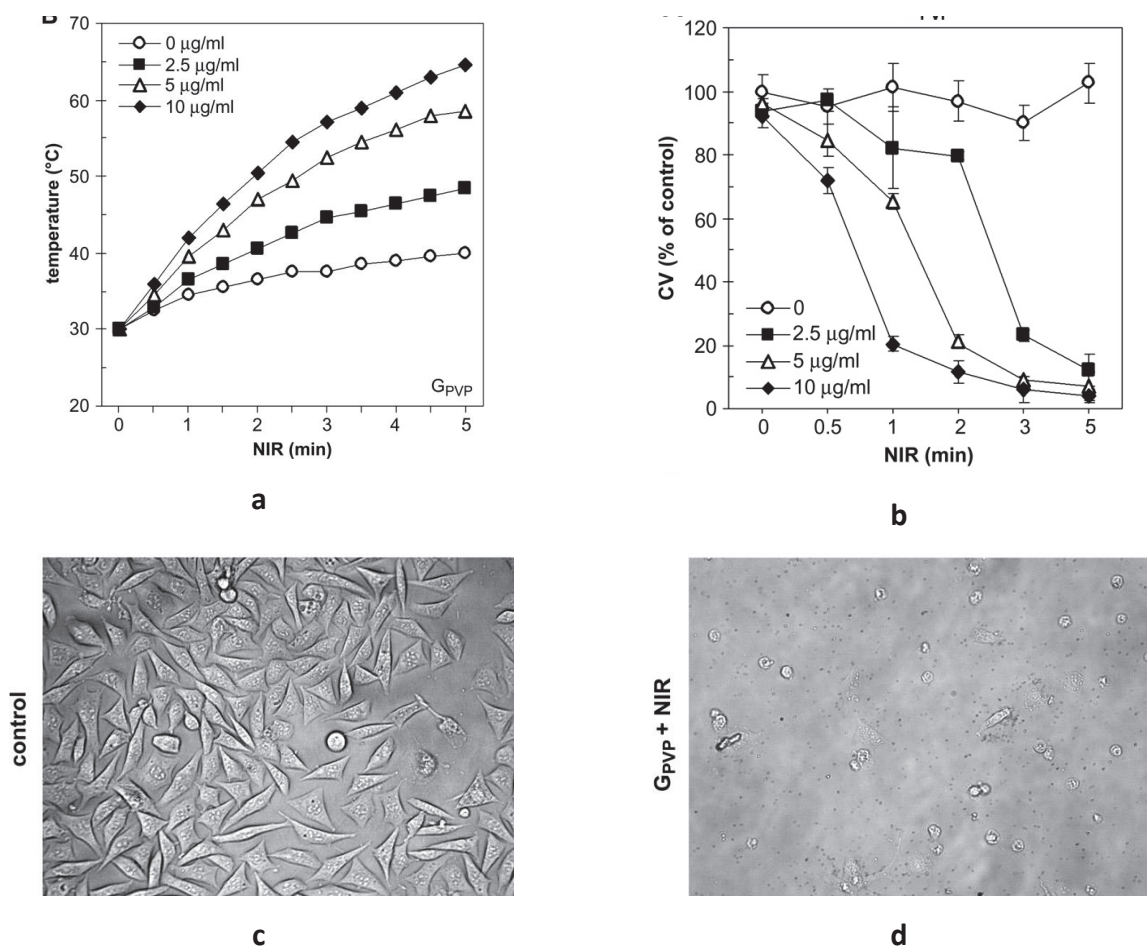 B
PVP
70
60
50
40
30
20
temperature (°C)
0 μg/ml
2.5 μg/ml
5 μg/ml
10 μg/ml
G_PVP
0 1 2 3 4 5
NIR (min)
a
120
100
80
60
40
20
0
CV (% of control)
0
2.5 μg/ml
5 μg/ml
10 μg/ml
0 0.5 1 2 3 5
NIR (min)
b
control
c
G_PVP + NIR
d